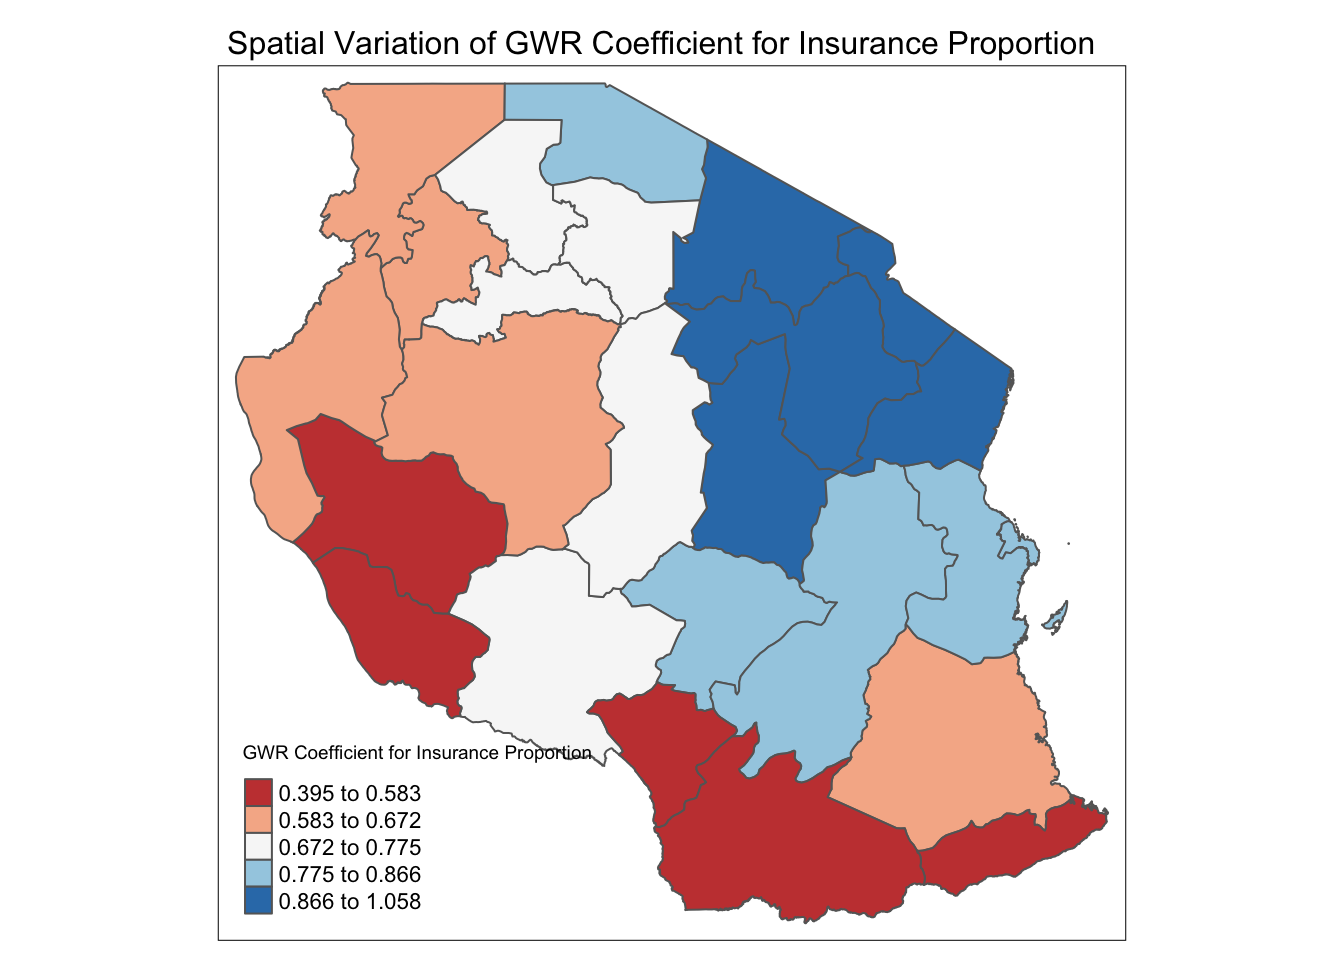 Spatial Variation of GWR Coefficient for Insurance Proportion
GWR Coefficient for Insurance Proportion
0.395 to 0.583
0.583 to 0.672
0.672 to 0.775
0.775 to 0.866
0.866 to 1.058